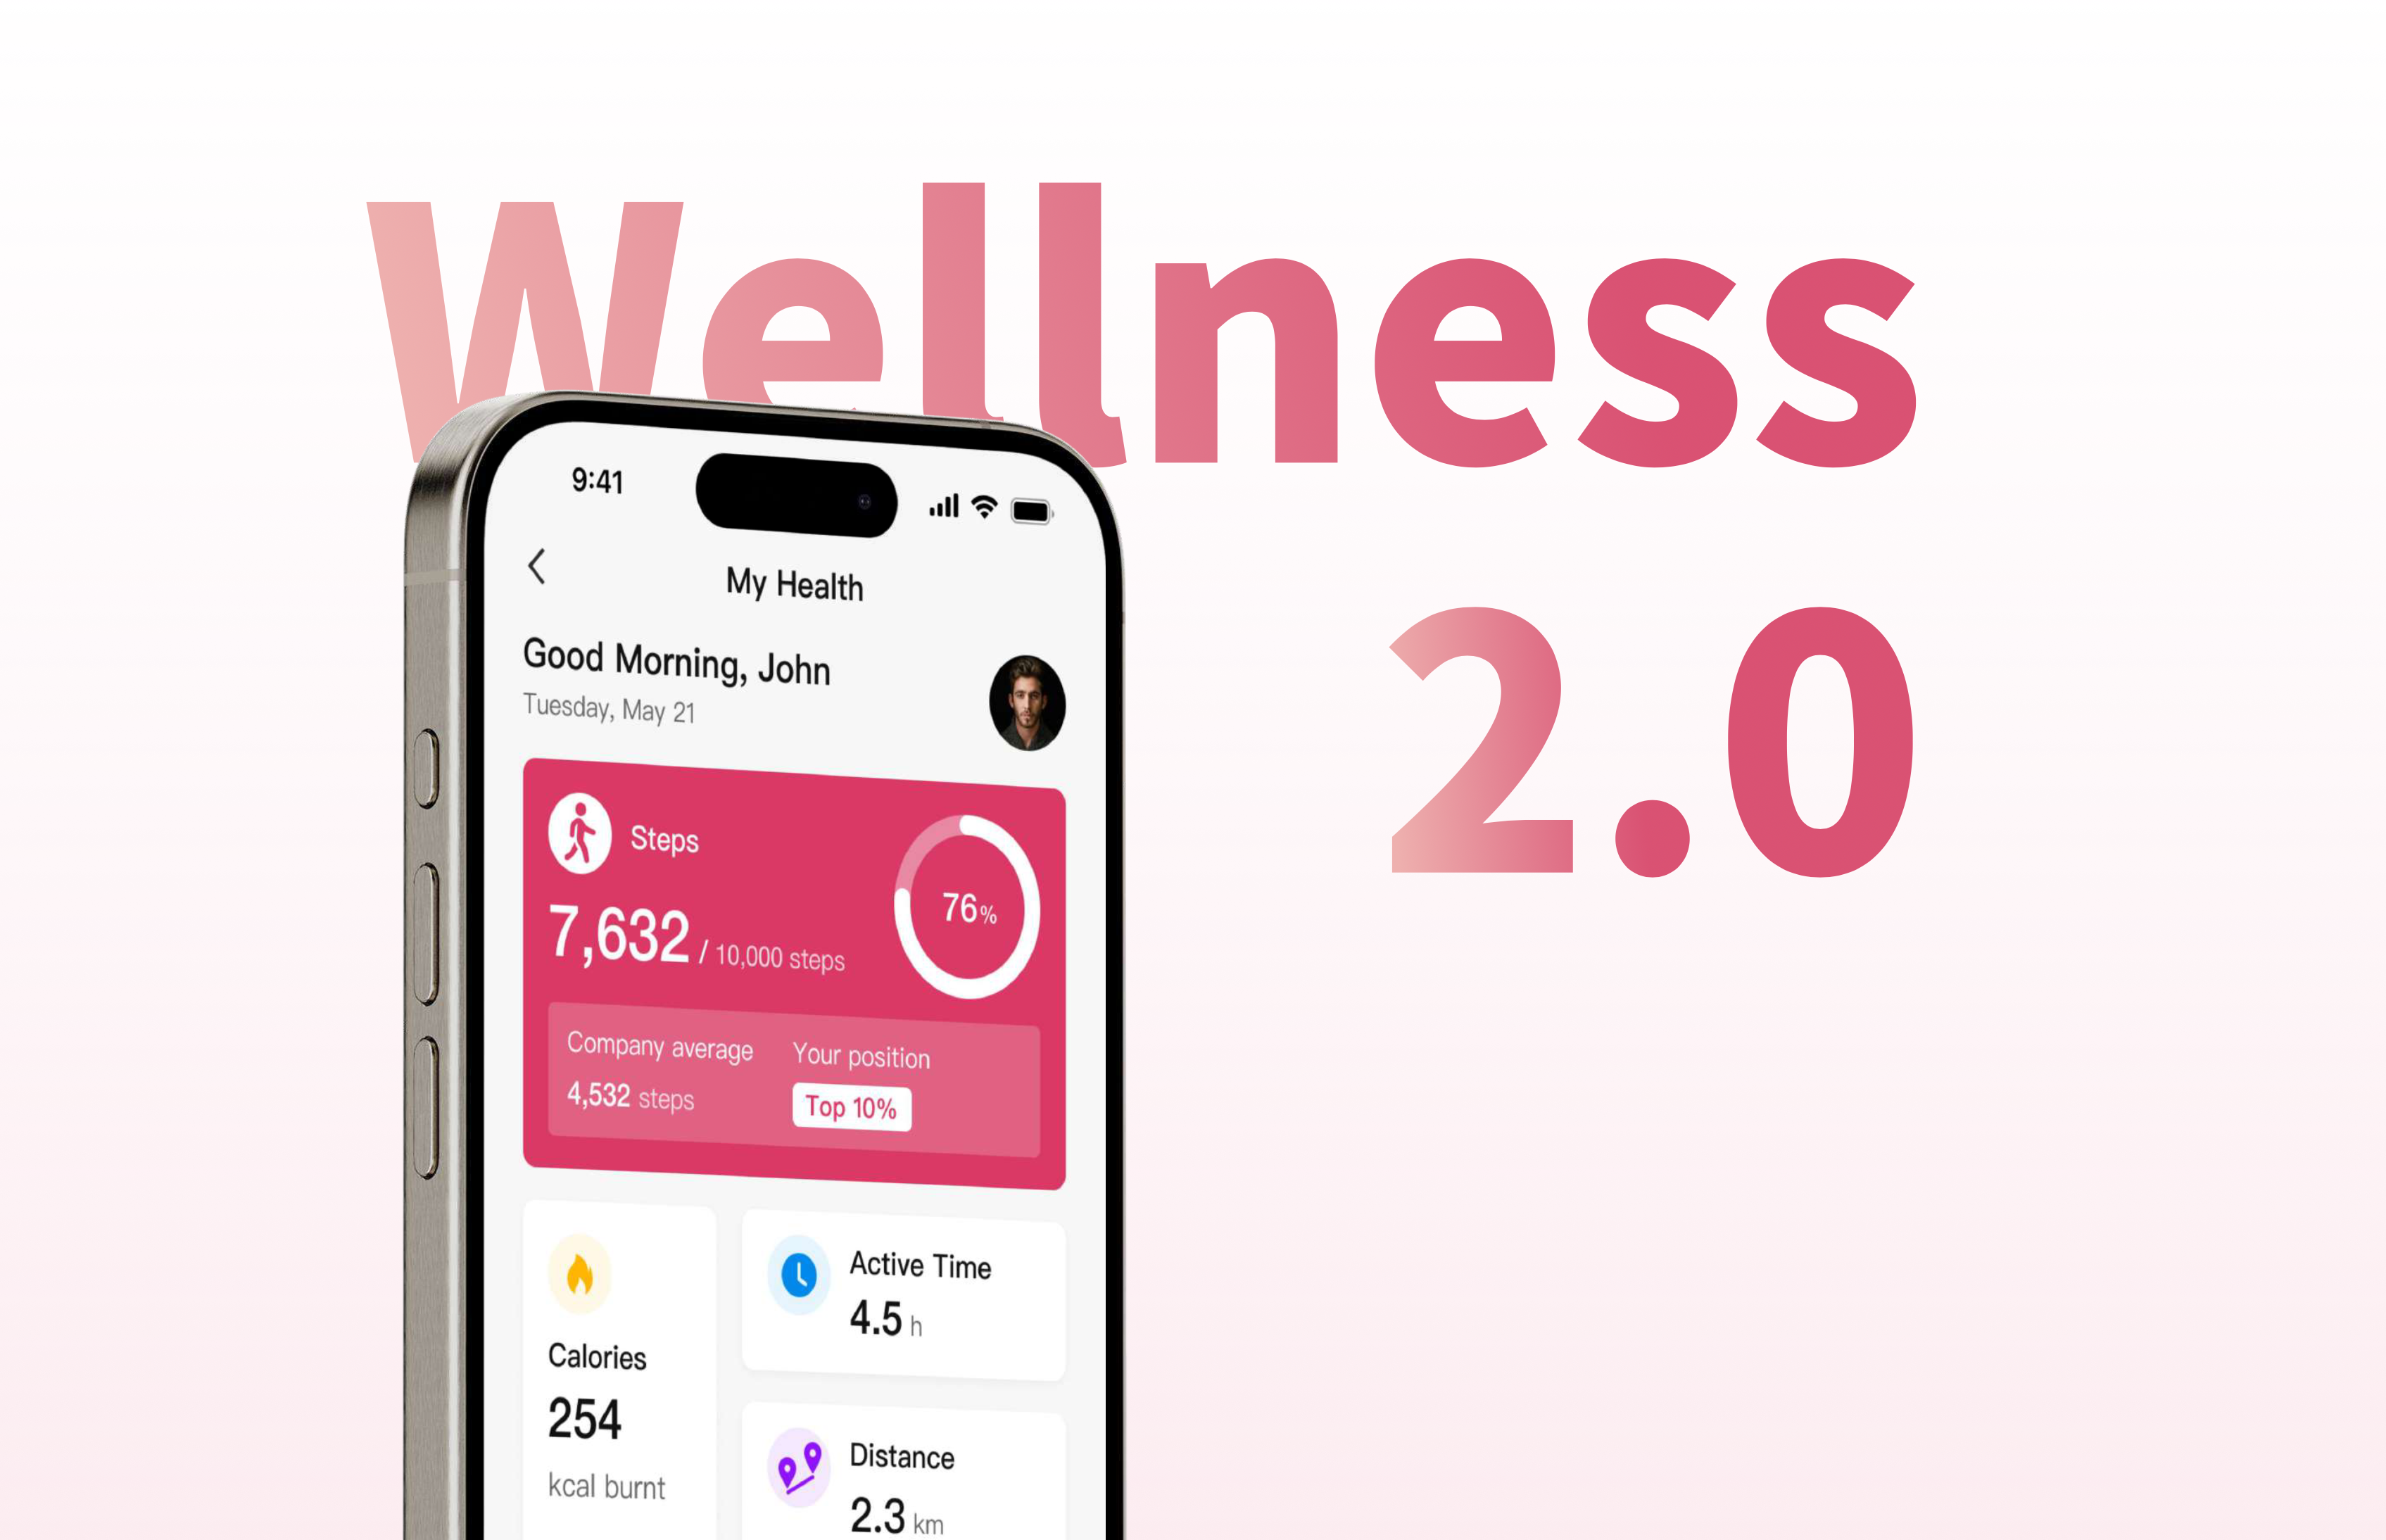 Wellness
2.0
9:41
My Health
Good Morning, John
Tuesday, May 21
Steps
7,632 / 10,000 steps
76%
Company average
4,532 steps
Your position
Top 10%
Calories
254
kcal burnt
Active Time
4.5 h
Distance
2.3 km